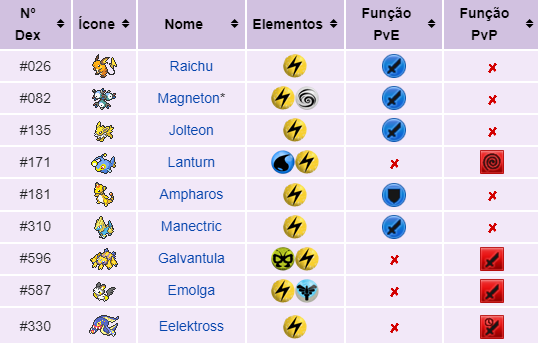 Nº Dex Ícone Nome Elementos Função PvE Função PvP
#026 Raichu
#082 Magneton*
#135 Jolteon
#171 Lanturn
#181 Ampharos
#310 Manectric
#596 Galvantula
#587 Emolga
#330 Eelektross